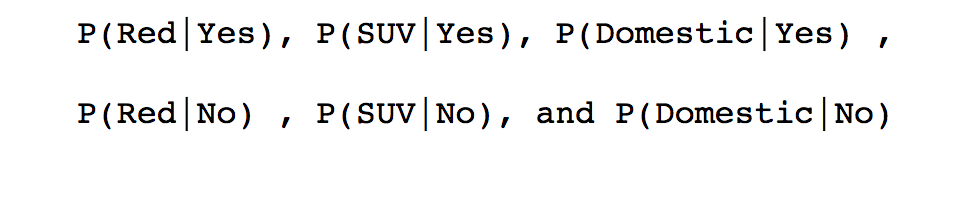 P(Red|Yes), P(SUV|Yes), P(Domestic|Yes) ,
P(Red|No) , P(SUV|No), and P(Domestic|No)